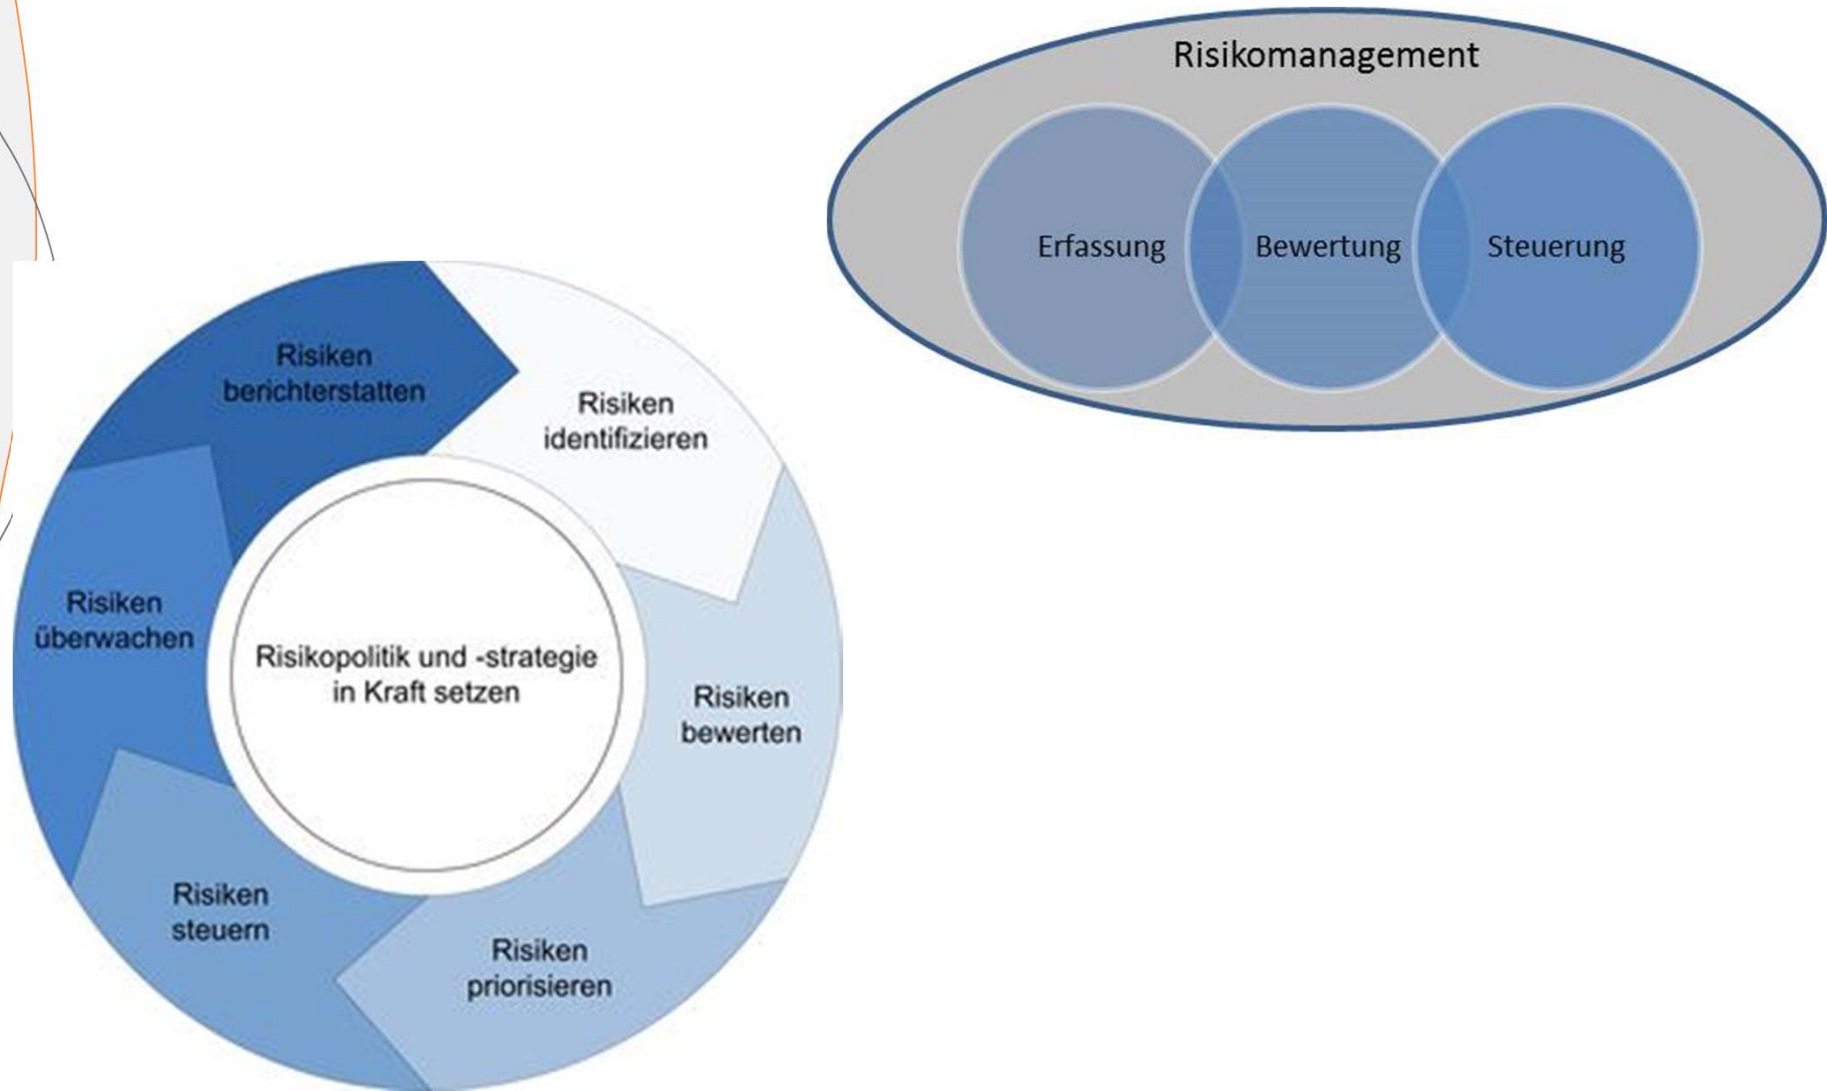 Risikomanagement
Erfassung
Bewertung
Steuerung
Risiken
berichterstatten
Risiken
identifizieren
Risiken
bewerten
Risiken
priorisieren
Risiken
steuern
Risiken
überwachen
Risikopolitik und -strategie
in Kraft setzen